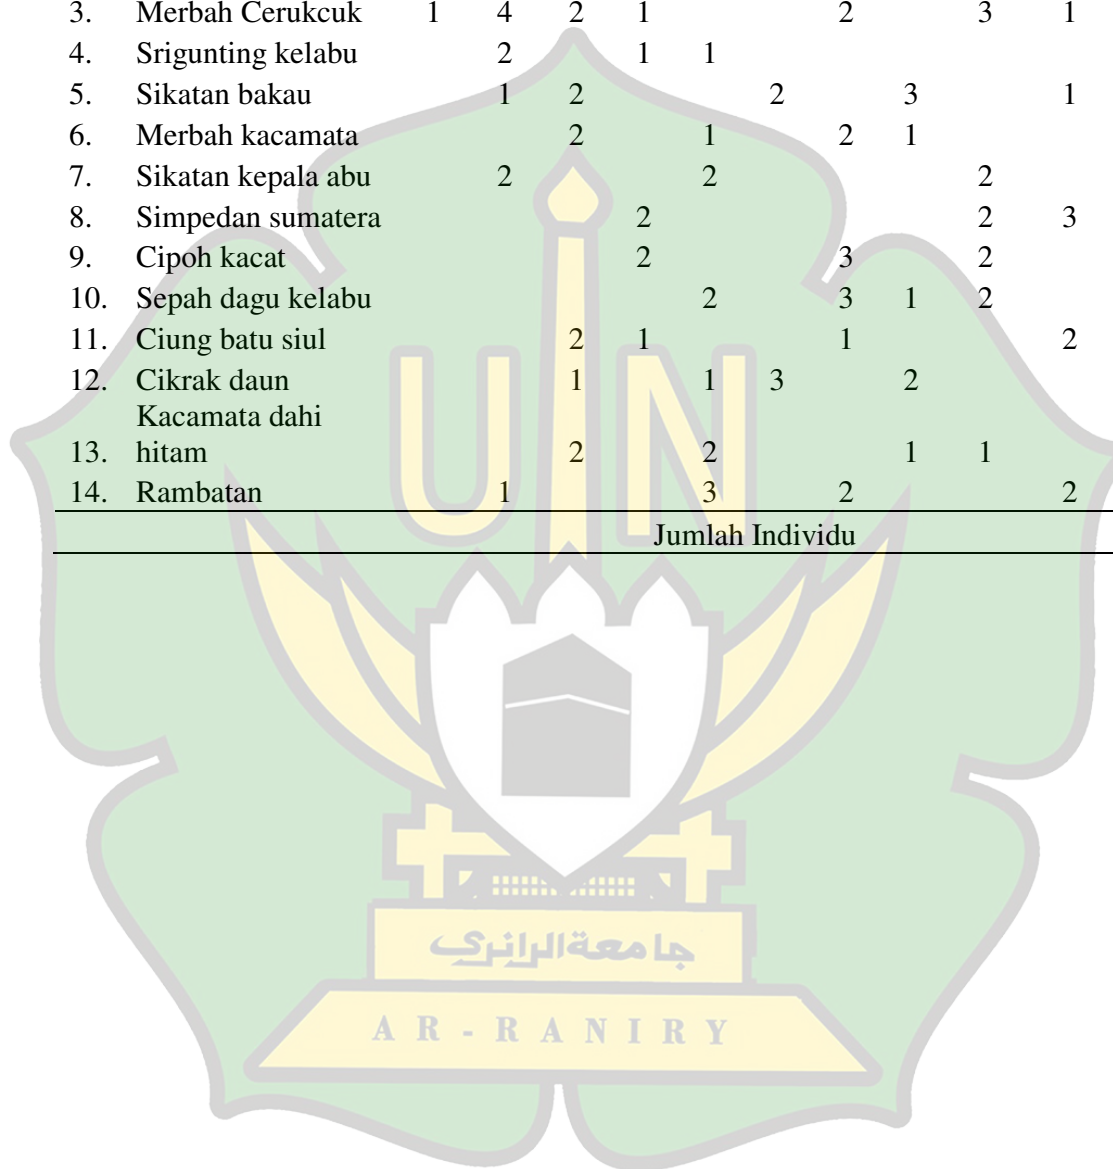 3. Merbah Cerukcuk 1 4 2 1 2 3 1
4. Srigunting kelabu 2 1 1
5. Sikatan bakau 1 2 2 3 1
6. Merbah kacamata 2 1 2 1
7. Sikatan kepala abu 2 2 2
8. Simpedan sumatera 2 2 3
9. Cipoh kacat 2 3 2
10. Sepah dagu kelabu 2 3 1 2
11. Ciung batu siul 2 1 1 2
12. Cikrak daun 1 1 3 2
Kacamata dahi
13. hitam 2 2 1 1
14. Rambatan 1 3 2 2
Jumlah Individu
UIN
جامعةالرانري
AR-RANIRY